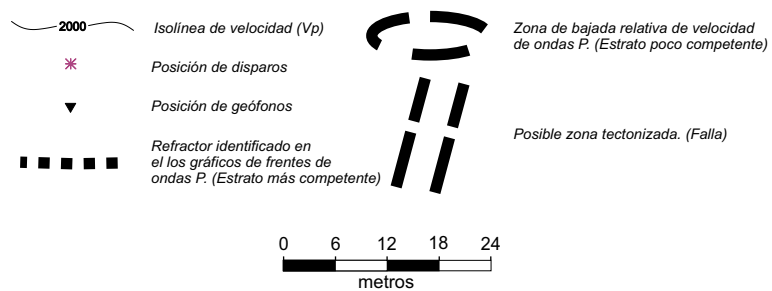 2000
Isolínea de velocidad (Vp)
Posición de disparos
Posición de geófonos
Refractor identificado en
el los gráficos de frentes de
ondas P. (Estrato más competente)
Zona de bajada relativa de velocidad
de ondas P. (Estrato poco competente)
Posible zona tectonizada. (Falla)
0 6 12 18 24
metros